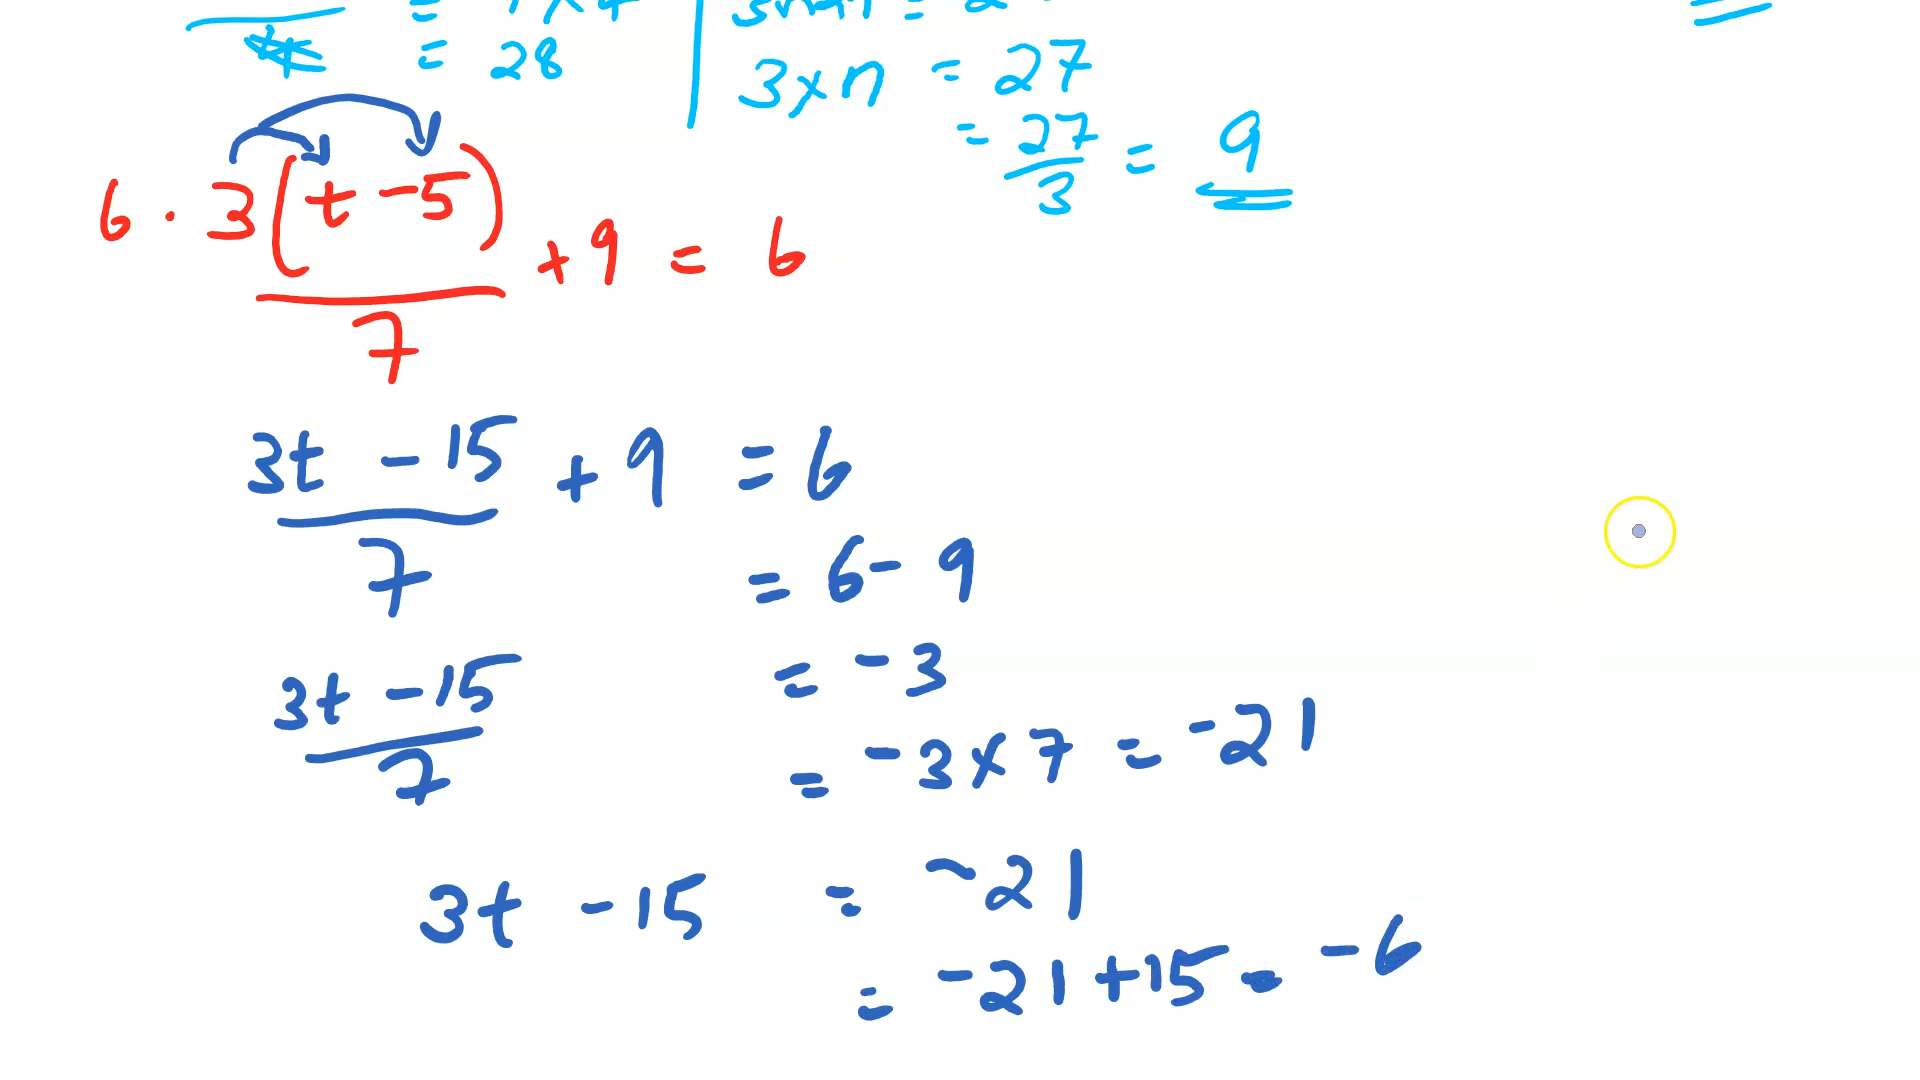 = 28
3 x n = 27
= 27/3 = 9
6 . 3(t - 5)/7 + 9 = 6
3t - 15/7 + 9 = 6
= 6 - 9
3t - 15/7 = -3
= -3 x 7 = -21
3t - 15 = -21
= -21 + 15 = -6